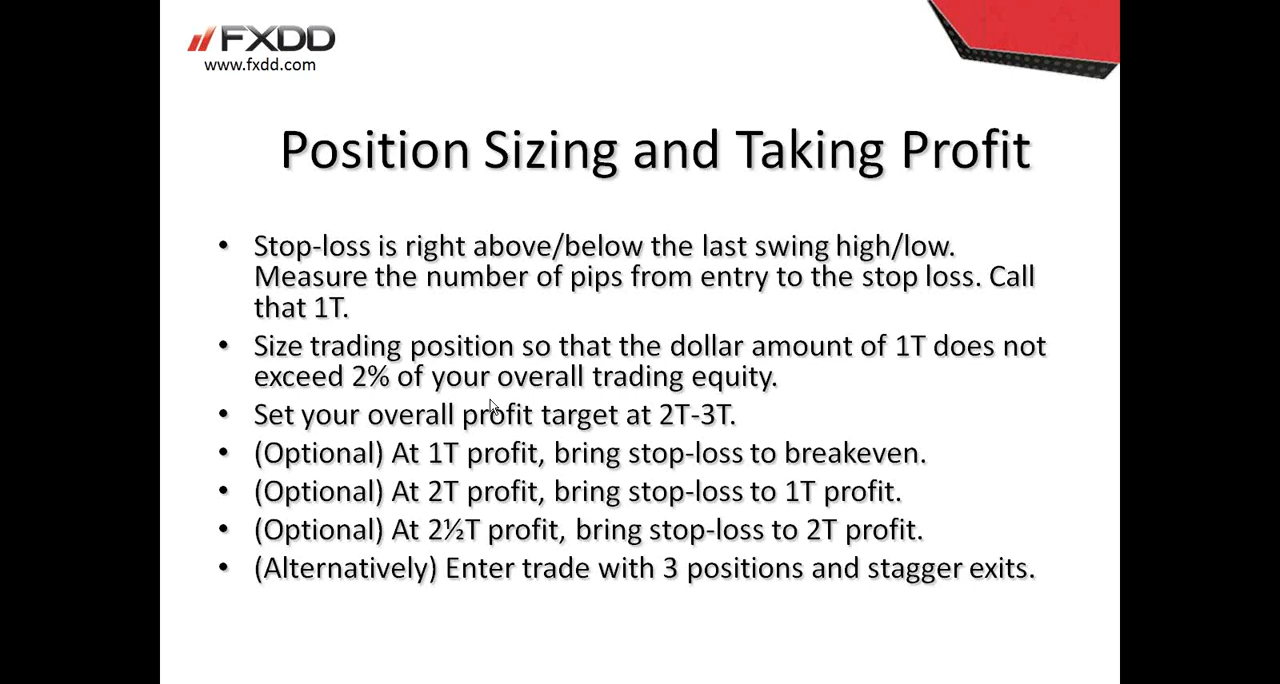 FXDD
www.fxdd.com
Position Sizing and Taking Profit
• Stop-loss is right above/below the last swing high/low.
Measure the number of pips from entry to the stop loss. Call
that 1T.
• Size trading position so that the dollar amount of 1T does not
exceed 2% of your overall trading equity.
• Set your overall profit target at 2T-3T.
• (Optional) At 1T profit, bring stop-loss to breakeven.
• (Optional) At 2T profit, bring stop-loss to 1T profit.
• (Optional) At 2½T profit, bring stop-loss to 2T profit.
• (Alternatively) Enter trade with 3 positions and stagger exits.